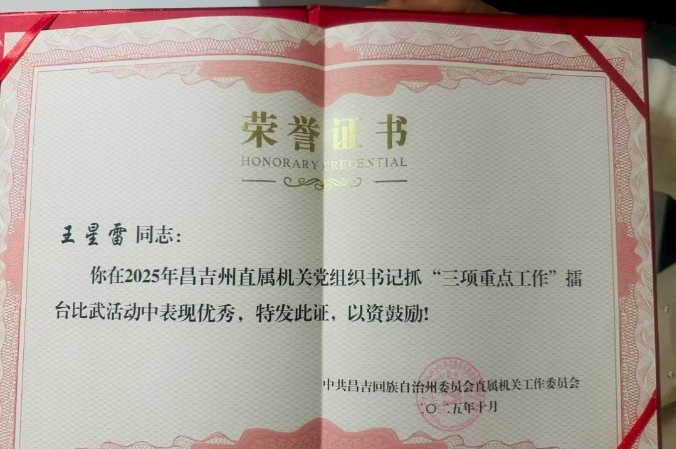 荣誉证书
HONORARY CREDENTIAL
王星雷 同志：
你在2025年昌吉州直属机关党组织书记抓“三项重点工作”擂
台比武活动中表现优秀，特发此证，以资鼓励！
中共昌吉回族自治州委员会直属机关工作委员会
二〇二五年十月